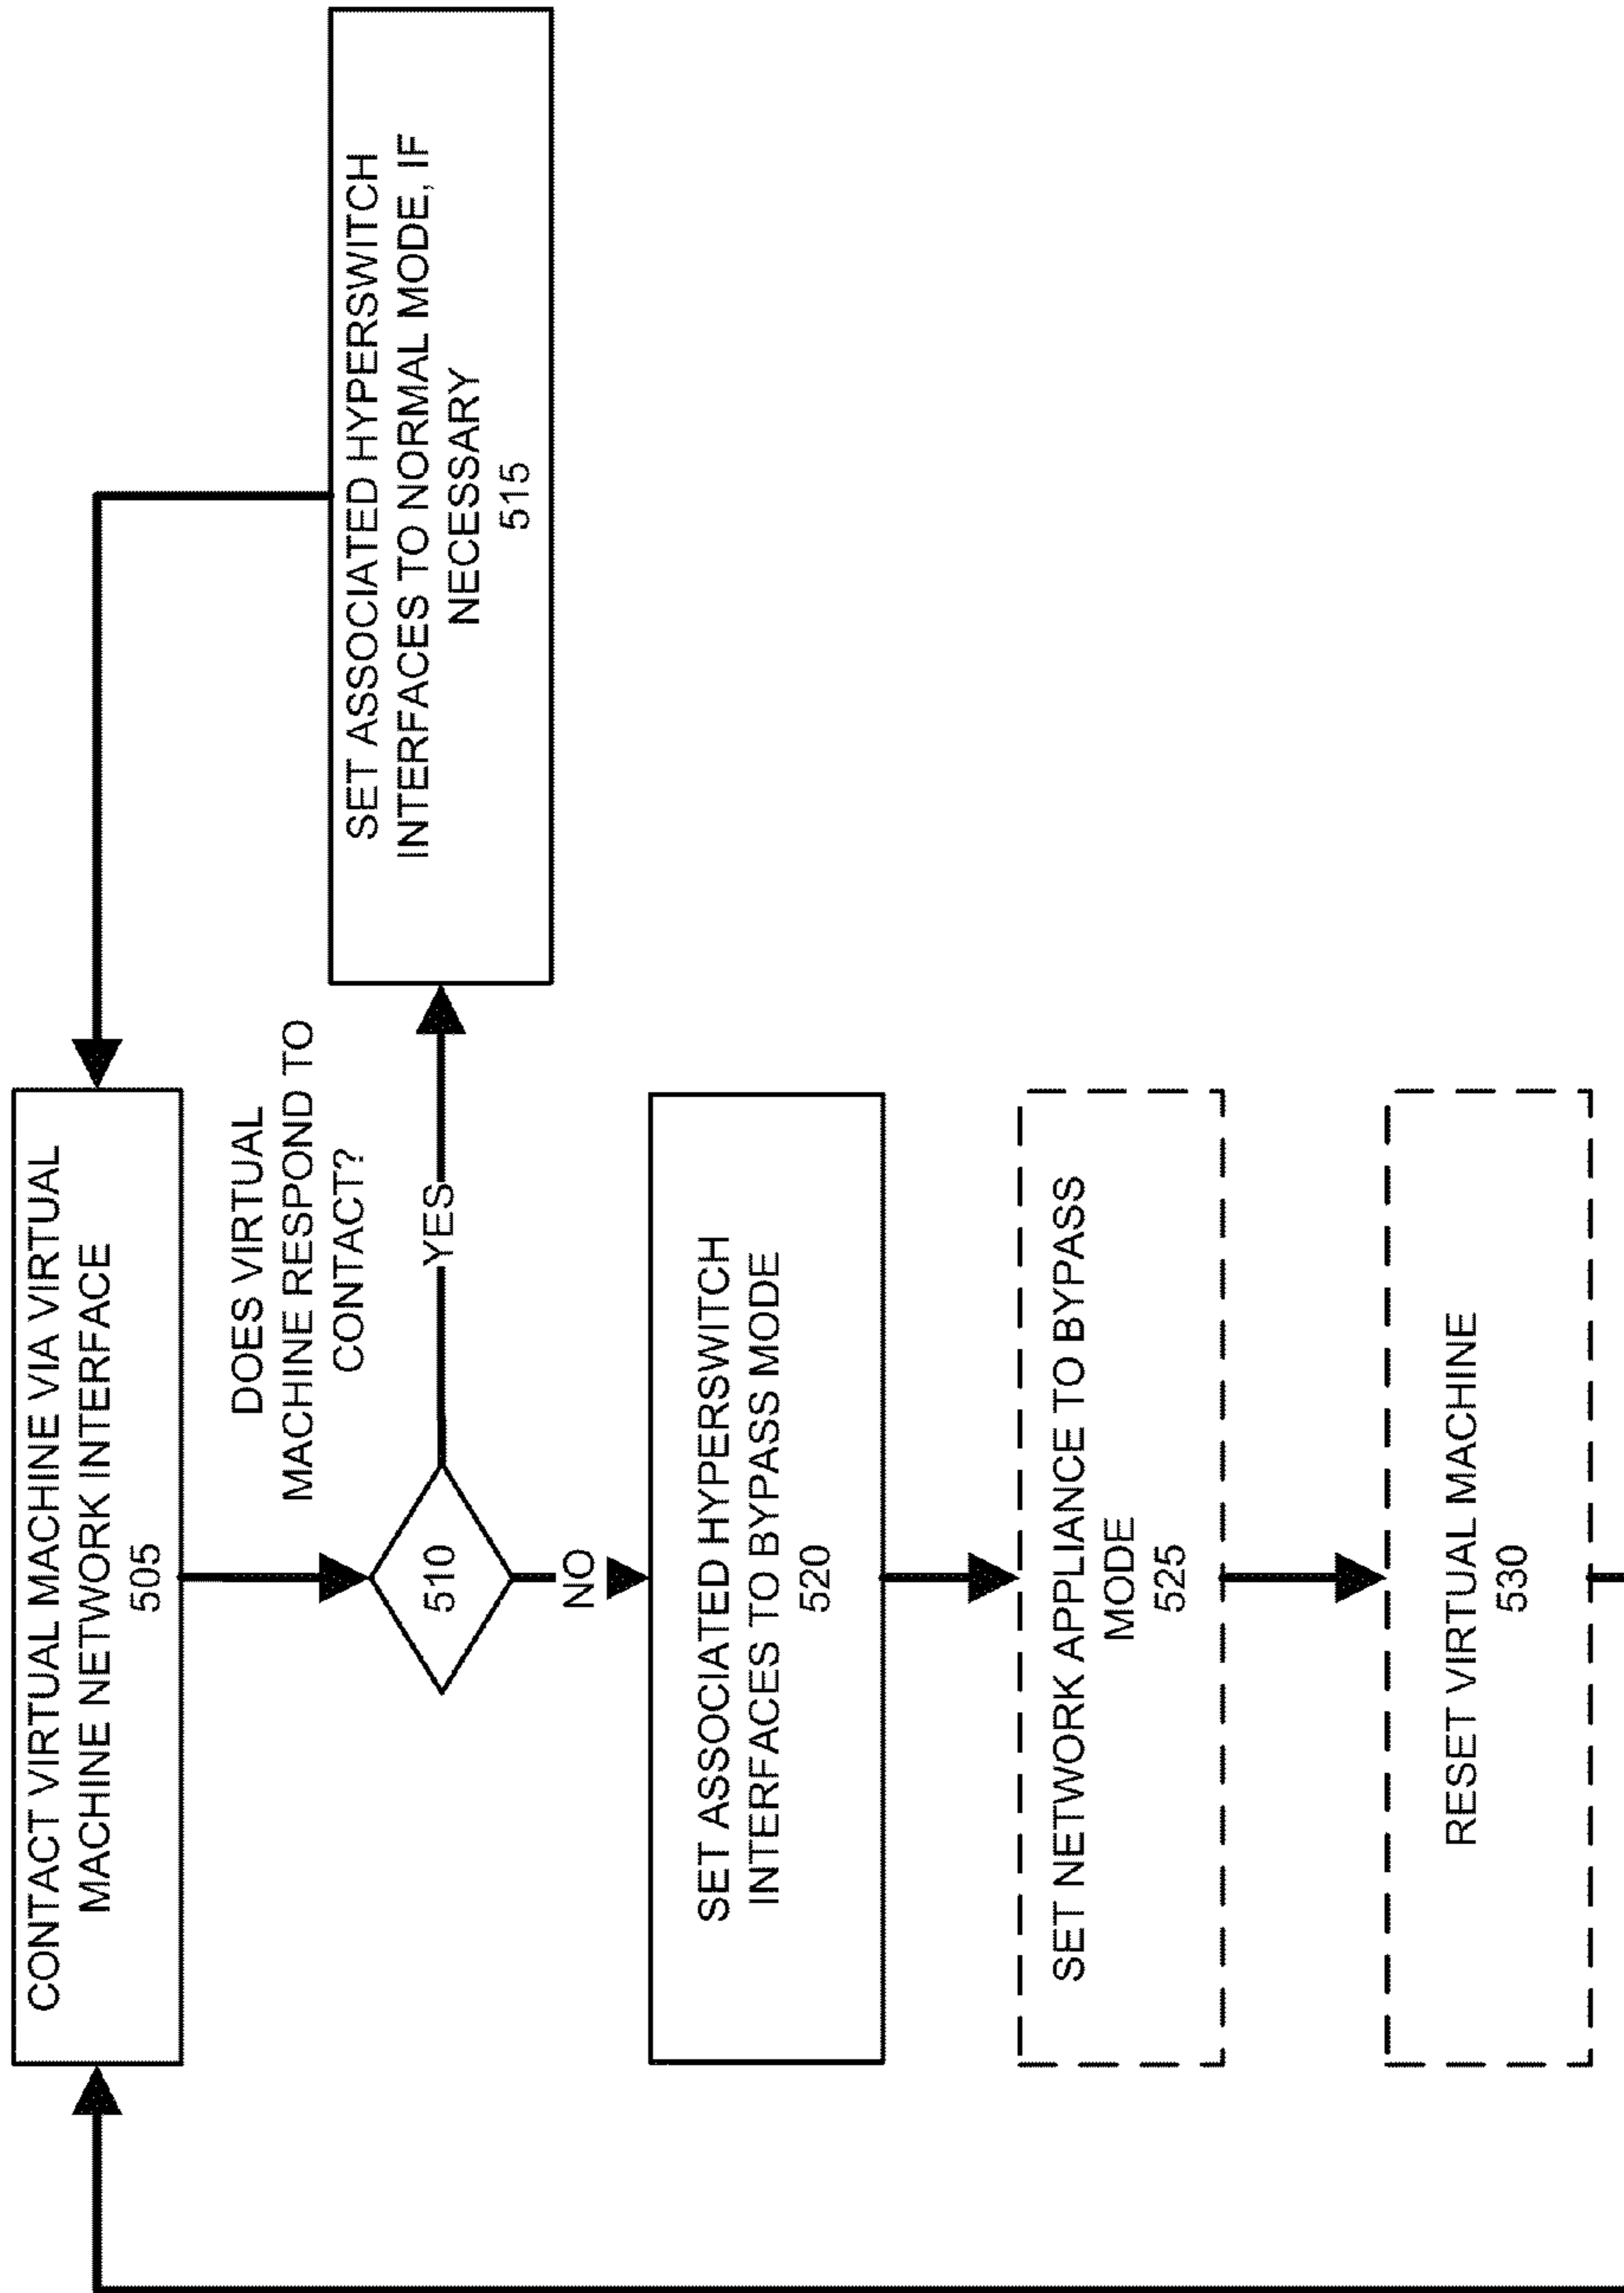 CONTACT VIRTUAL MACHINE VIA VIRTUAL
MACHINE NETWORK INTERFACE
505
DOES VIRTUAL
MACHINE RESPOND TO
CONTACT?
510
YES
SET ASSOCIATED HYPERSWITCH
INTERFACES TO NORMAL MODE, IF
NECESSARY
515
NO
SET ASSOCIATED HYPERSWITCH
INTERFACES TO BYPASS MODE
520
SET NETWORK APPLIANCE TO BYPASS
MODE
525
RESET VIRTUAL MACHINE
530